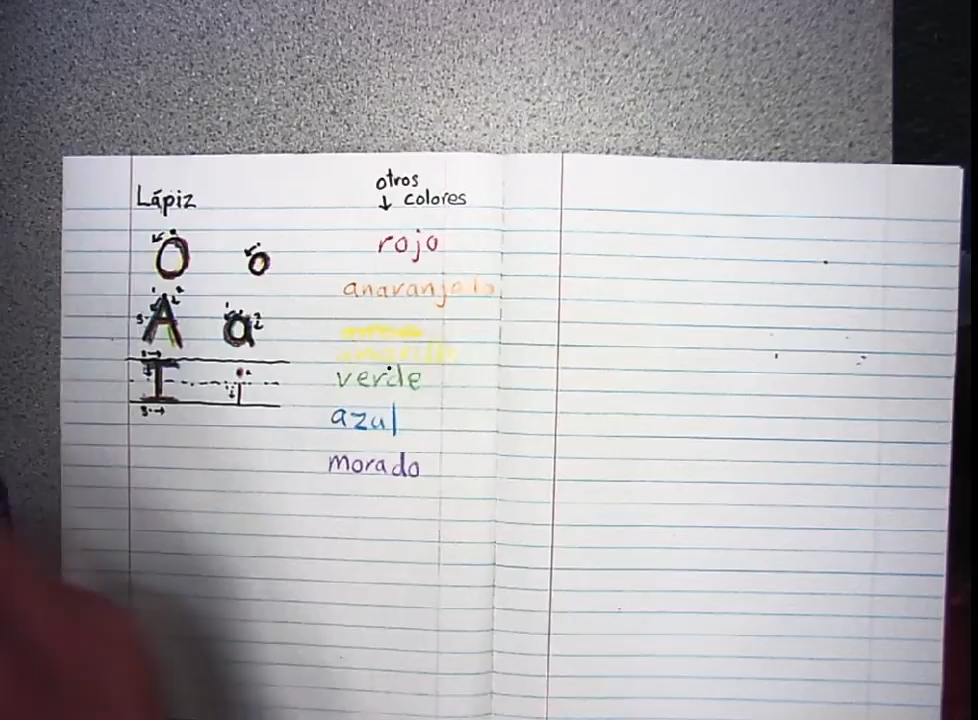 Lápiz
otros
↓ colores
O o
A a
I i
rojo
anaranjado
amarillo
verde
azul
morado